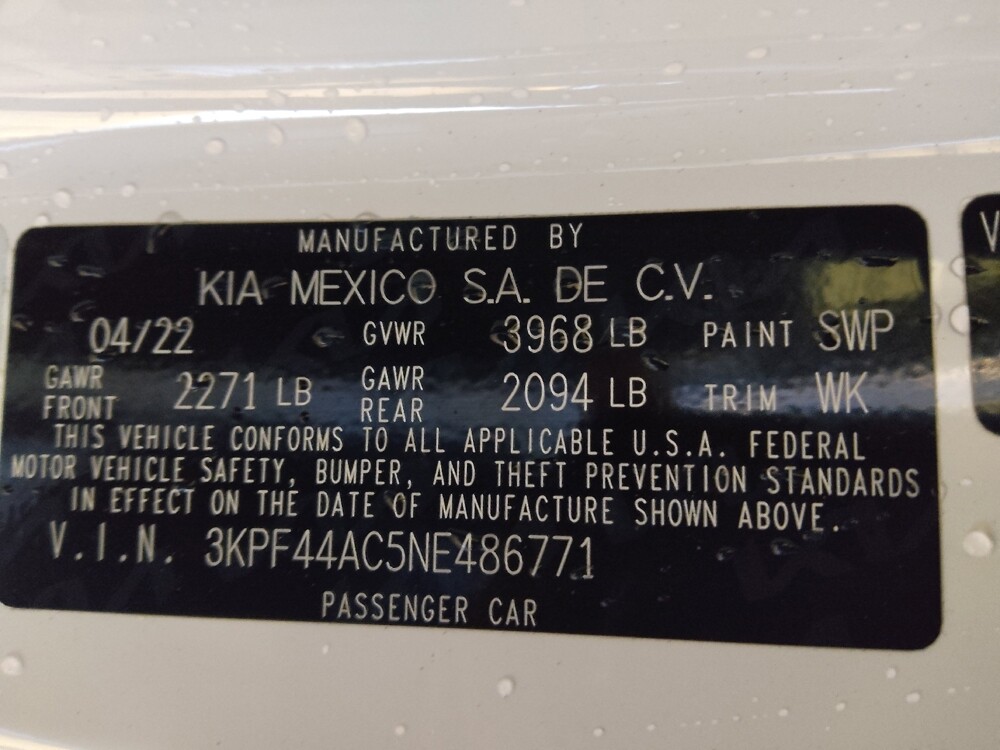 MANUFACTURED BY
KIA MEXICO S.A. DE C.V.
04/22 GVWR 3968 LB PAINT SWP
GAWR FRONT 2271 LB GAWR REAR 2094 LB TRIM WK
THIS VEHICLE CONFORMS TO ALL APPLICABLE U.S.A. FEDERAL
MOTOR VEHICLE SAFETY, BUMPER, AND THEFT PREVENTION STANDARDS
IN EFFECT ON THE DATE OF MANUFACTURE SHOWN ABOVE.
V.I.N. 3KPF44AC5NE486771
PASSENGER CAR
V